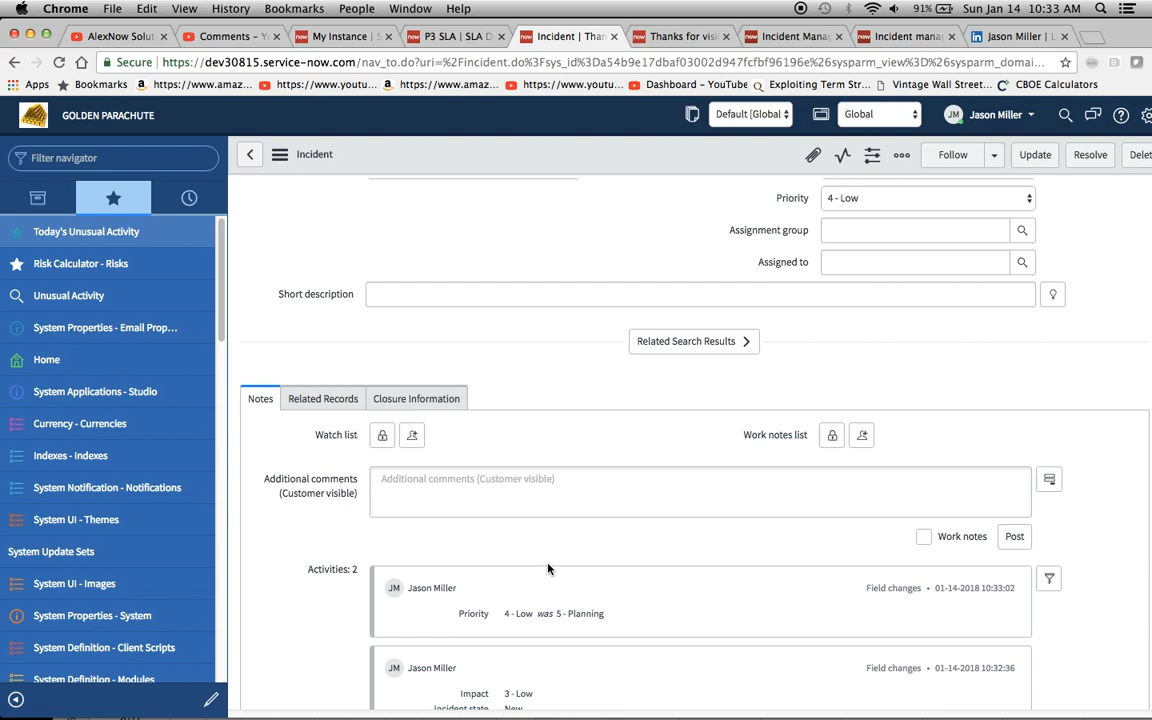 Chrome File Edit View History Bookmarks People Window Help 91% Sun Jan 14 10:33 AM
AlexNow Solut × Comments – Y × My Instance | S × P3 SLA | SLA D × Incident | Than × Thanks for visi × Incident Manag × Incident manag × Jason Miller | L ×
Secure https://dev30815.service-now.com/nav_to.do?uri=%2Fincident.do%3Fsys_id%3Da54b9e17dbaf03002d947fcfbf96196e%26sysparm_view%3D%26sysparm_domai...
Apps Bookmarks https://www.amaz... https://www.youtu... https://www.amaz... https://www.youtu... Dashboard - YouTube Exploiting Term Str... Vintage Wall Street... CBOE Calculators
GOLDEN PARACHUTE Default [Global Global JM Jason Miller
Filter navigator
Incident Follow Update Resolve Delet
Today's Unusual Activity
Risk Calculator - Risks
Unusual Activity
System Properties - Email Prop...
Home
System Applications - Studio
Currency - Currencies
Indexes - Indexes
System Notification - Notifications
System UI - Themes
System Update Sets
System UI - Images
System Properties - System
System Definition - Client Scripts
System Definition - Modules
Priority 4 - Low
Assignment group
Assigned to
Short description
Related Search Results
Notes Related Records Closure Information
Watch list Work notes list
Additional comments (Customer visible) Additional comments
(Customer visible)
Work notes Post
Activities: 2
JM Jason Miller Field changes • 01-14-2018 10:33:02
Priority 4 - Low was 5 - Planning
JM Jason Miller Field changes • 01-14-2018 10:32:36
Impact 3 - Low
Incident state New